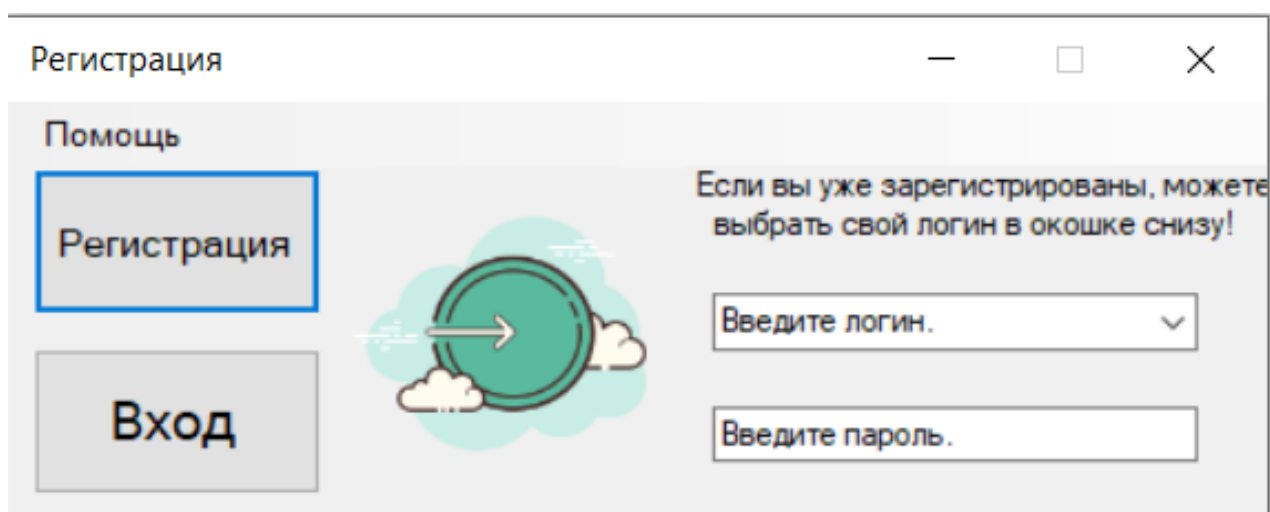 Регистрация
Помощь
Регистрация
Вход
Если вы уже зарегистрированы, можете
выбрать свой логин в окошке снизу!
Введите логин.
Введите пароль.